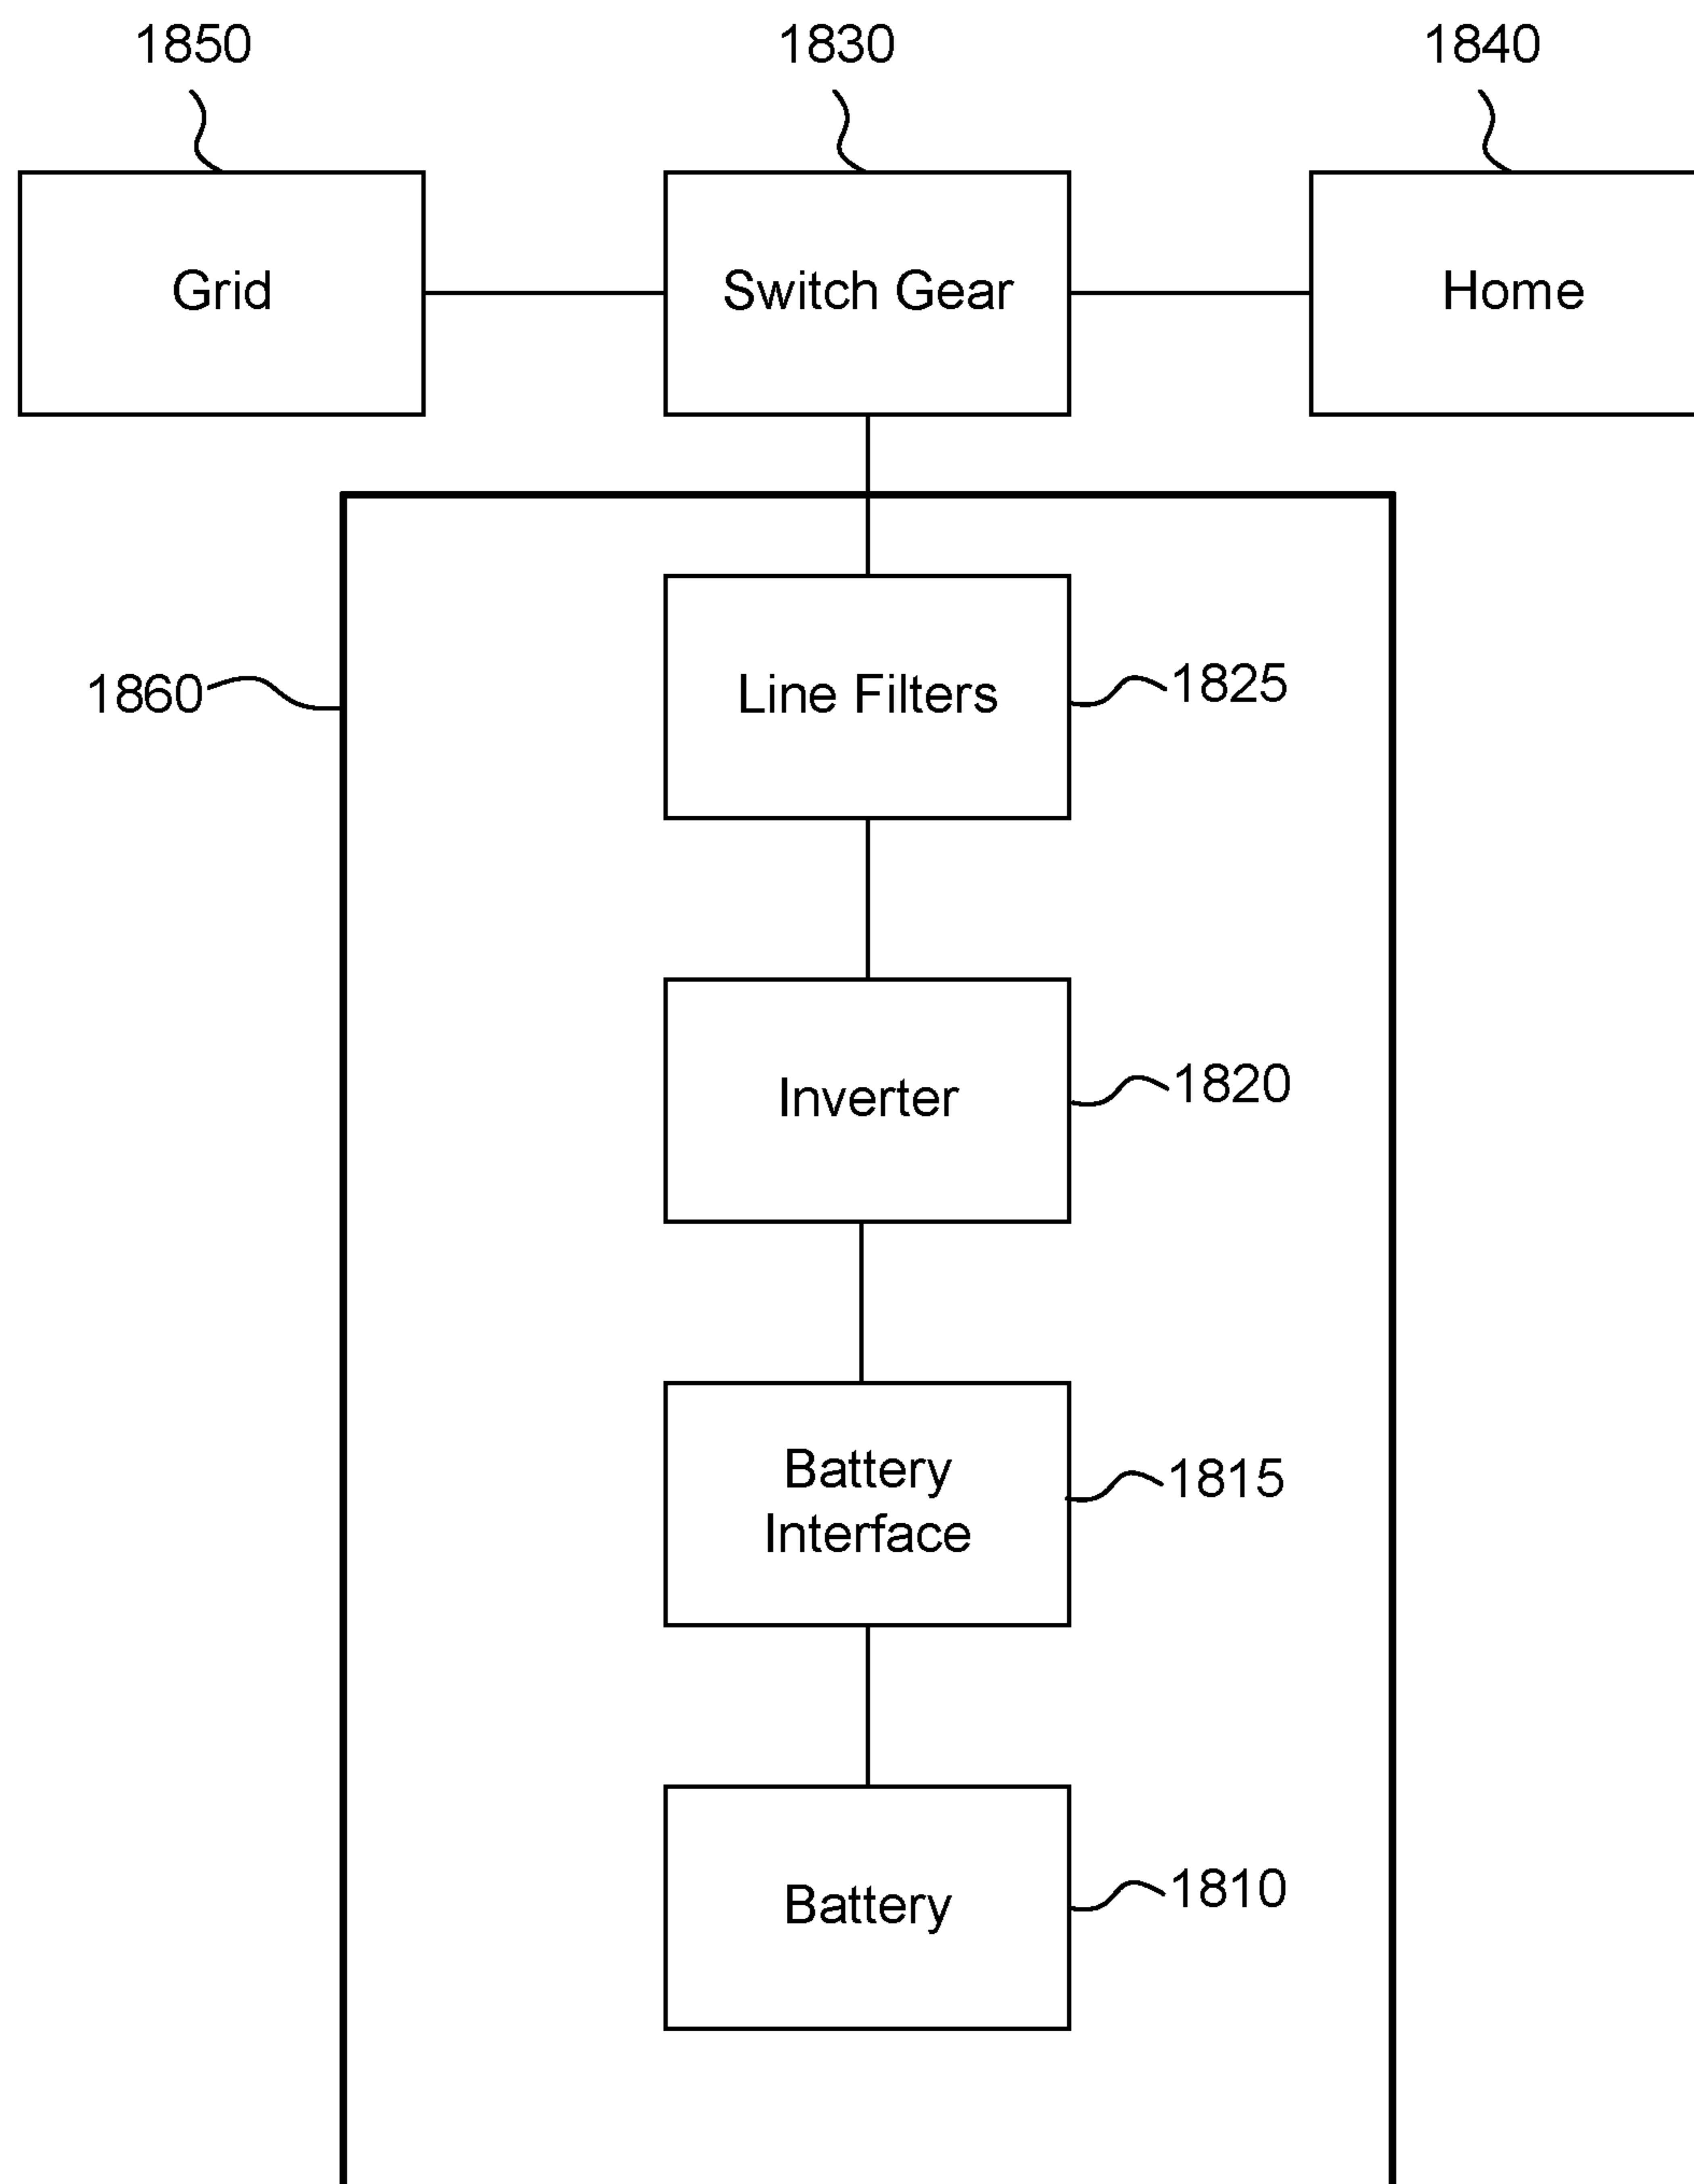 1850
1830
1840
Grid
Switch Gear
Home
1860
Line Filters
1825
Inverter
1820
Battery
Interface
1815
Battery
1810